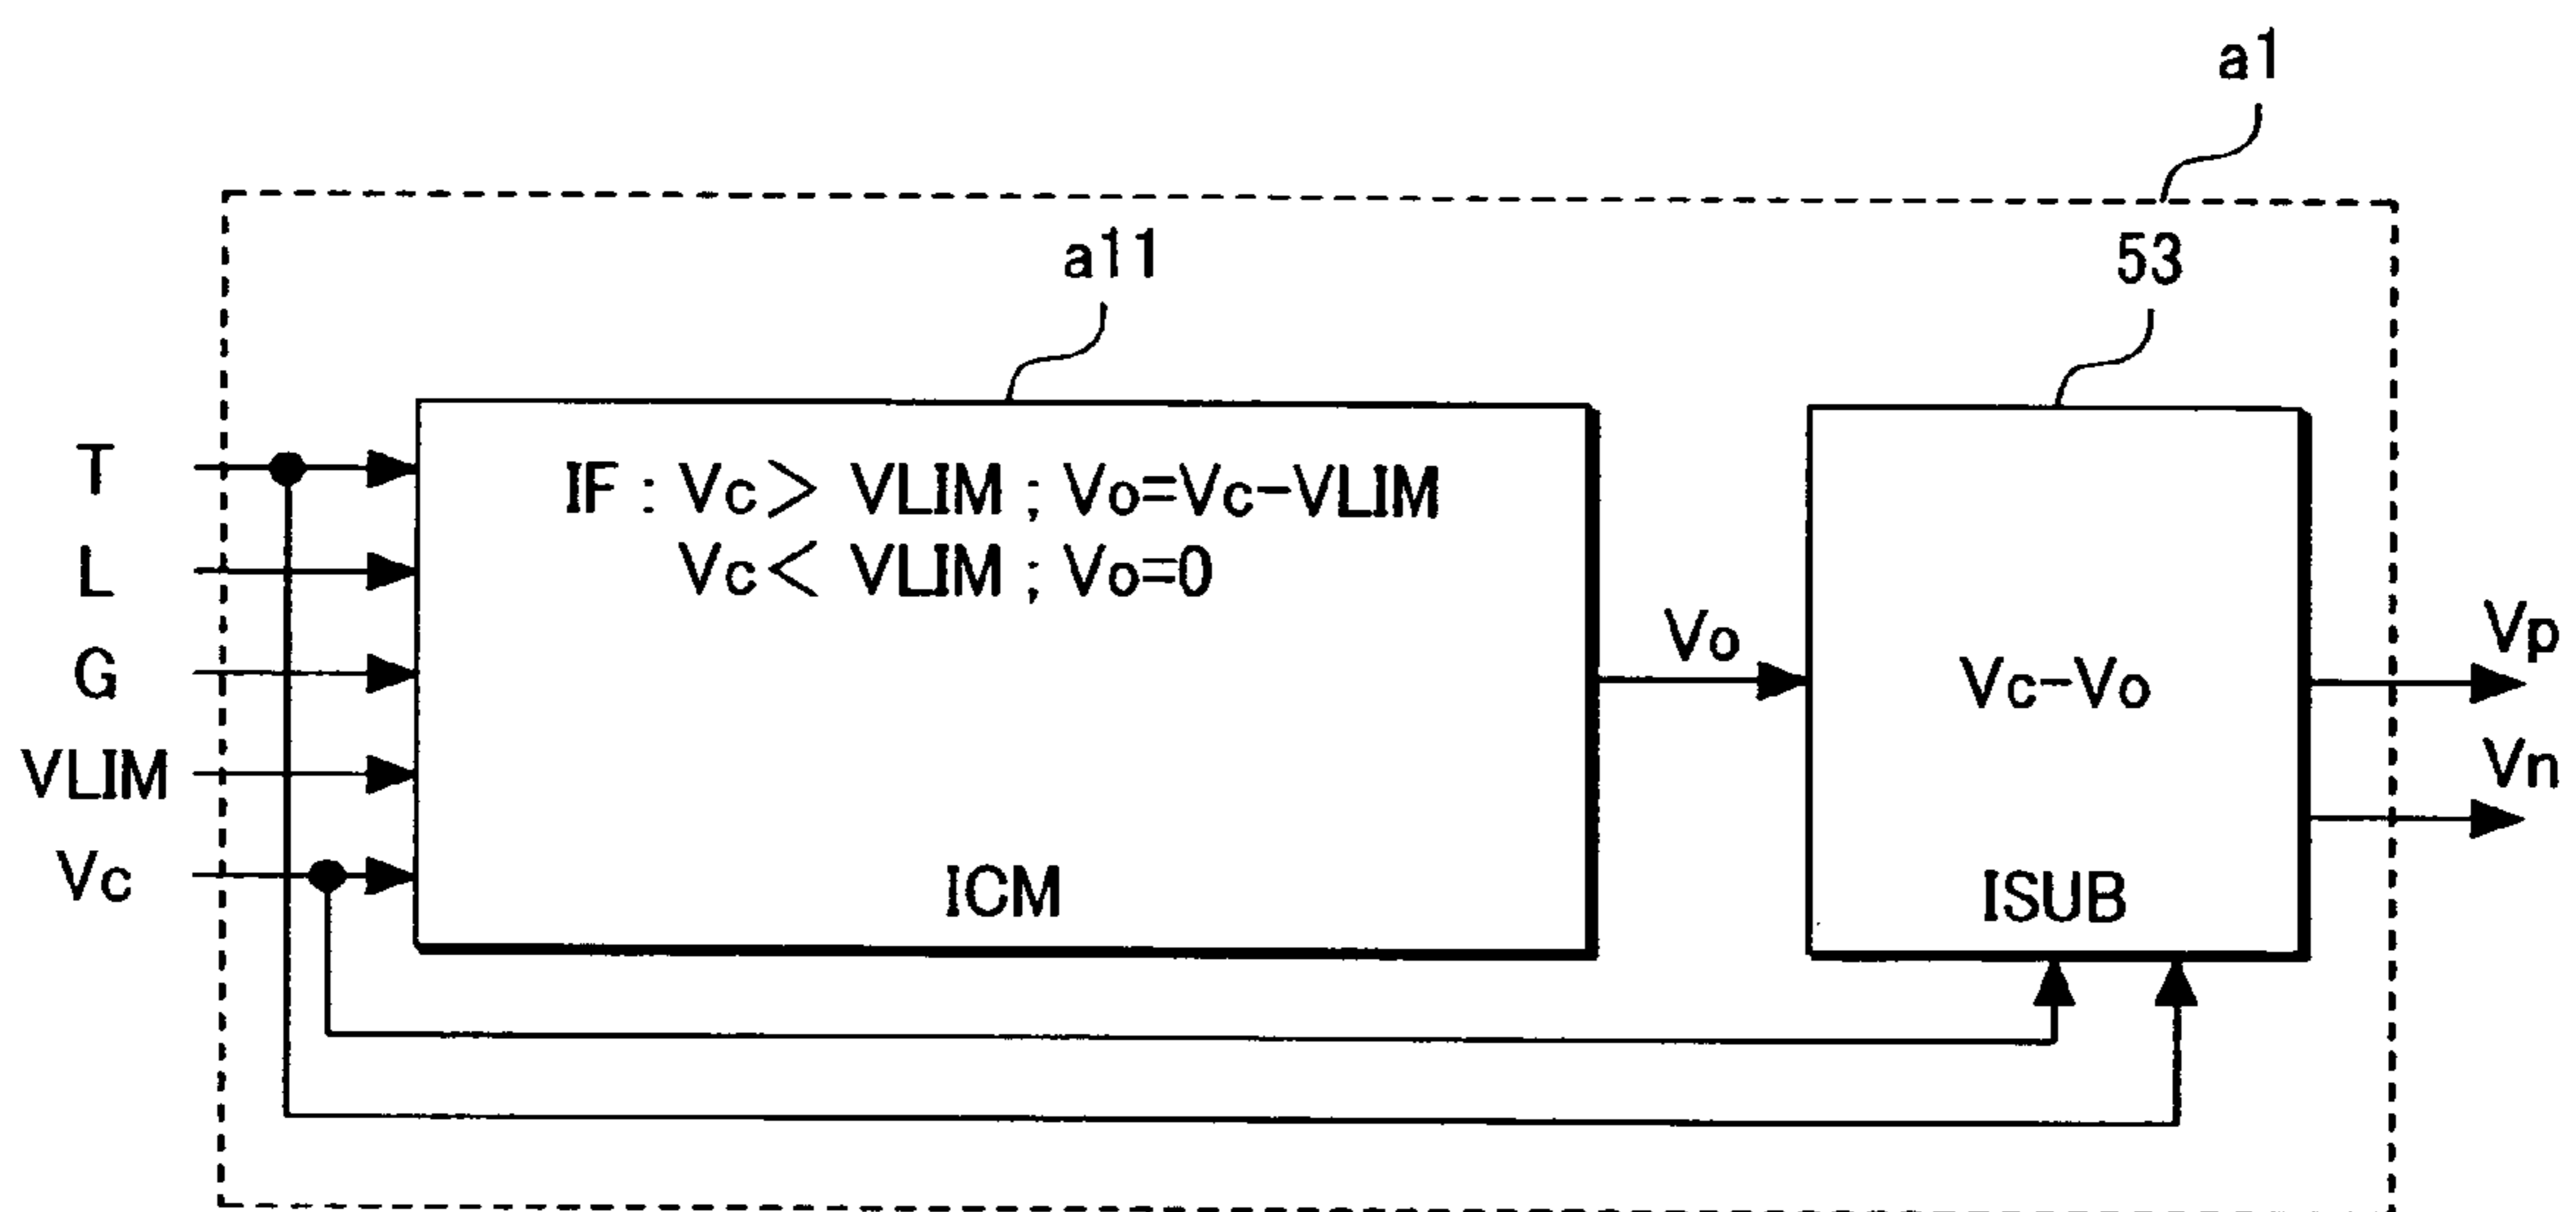 a1
a11
53
T
L
G
VLIM
Vc
IF : Vc> VLIM ; Vo=Vc-VLIM
Vc< VLIM ; Vo=0
ICM
Vo
Vc-Vo
ISUB
Vp
Vn